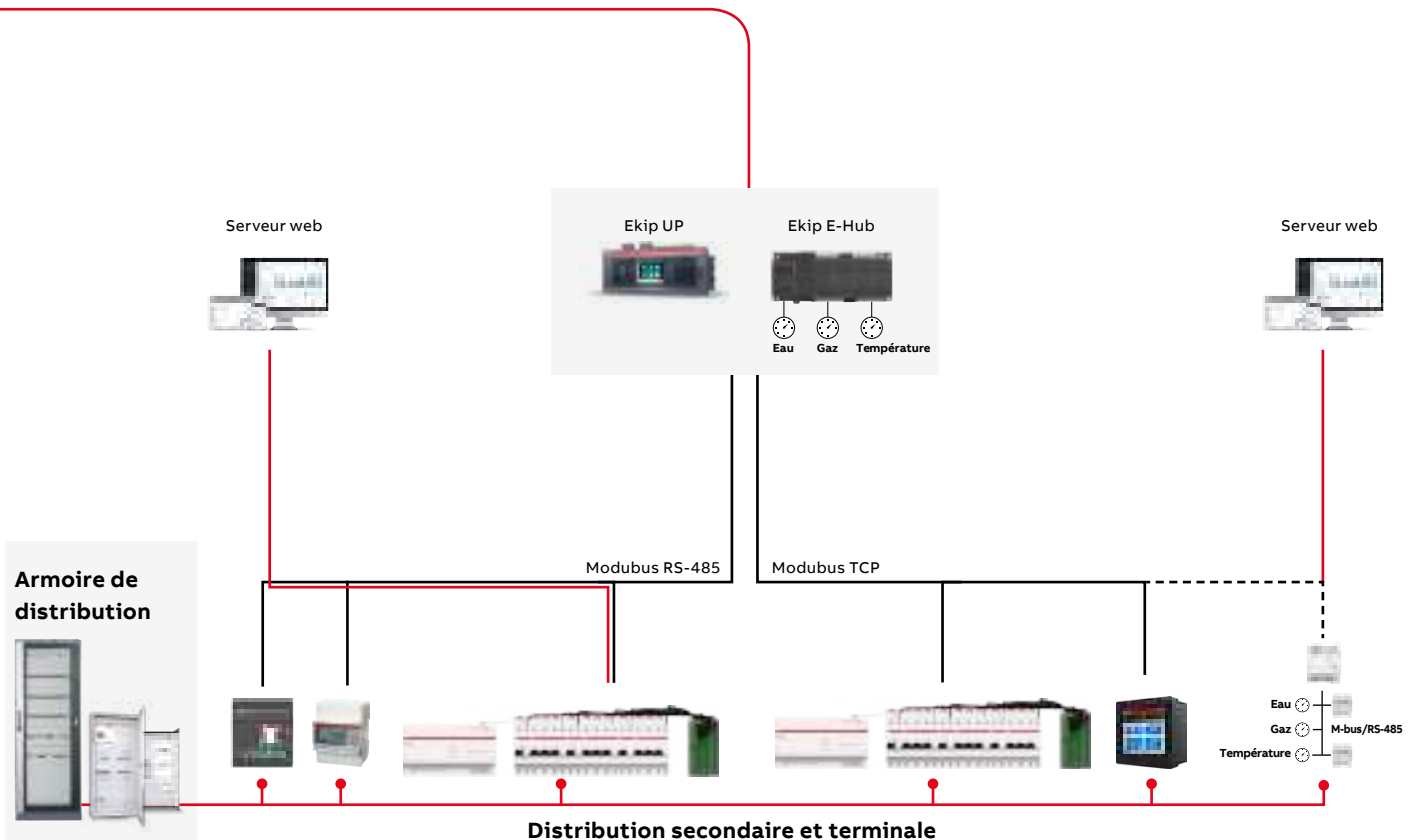 Serveur web
Ekip UP
Ekip E-Hub
Serveur web
Eau
Gaz
Température
Modubus RS-485
Modubus TCP
Armoire de
distribution
Eau
Gaz
M-bus/RS-485
Température
Distribution secondaire et terminale